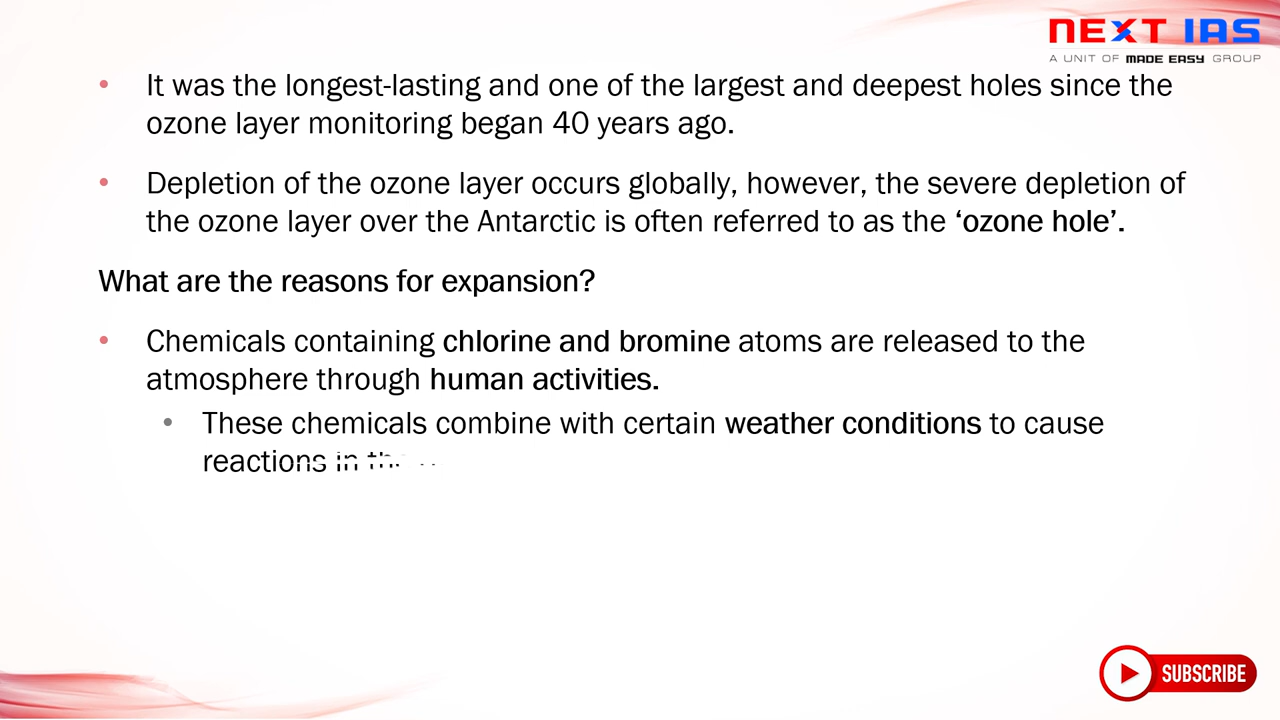 NEXT IAS
A UNIT OF MADE EASY GROUP
• It was the longest-lasting and one of the largest and deepest holes since the
ozone layer monitoring began 40 years ago.
• Depletion of the ozone layer occurs globally, however, the severe depletion of
the ozone layer over the Antarctic is often referred to as the ‘ozone hole’.
What are the reasons for expansion?
• Chemicals containing chlorine and bromine atoms are released to the
atmosphere through human activities.
• These chemicals combine with certain weather conditions to cause
reactions in
SUBSCRIBE